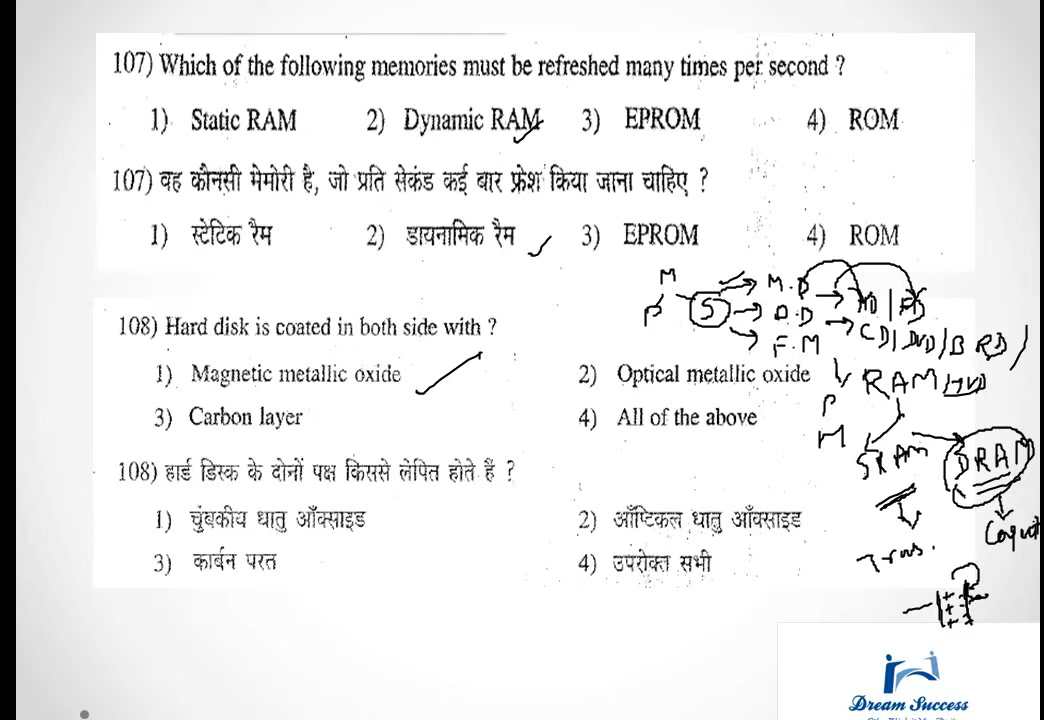 107) Which of the following memories must be refreshed many times per second ?
1) Static RAM 2) Dynamic RAM 3) EPROM 4) ROM
107) वह कौनसी मेमोरी है, जो प्रति सेकंड कई बार फ्रेश किया जाना चाहिए ?
1) स्टेटिक रैम 2) डायनामिक रैम 3) EPROM 4) ROM
108) Hard disk is coated in both side with ?
1) Magnetic metallic oxide 2) Optical metallic oxide
3) Carbon layer 4) All of the above
108) हार्ड डिस्क के दोनों पक्ष किससे लेपित होते हैं ?
1) चुंबकीय धातु ऑक्साइड 2) ऑप्टिकल धातु ऑक्साइड
3) कार्बन परत 4) उपरोक्त सभी
M
P S M.D
O.D CD/DVD/BRD/
F.M
RAM
P
M
SRAM DRAM
Trans.
Dream Success